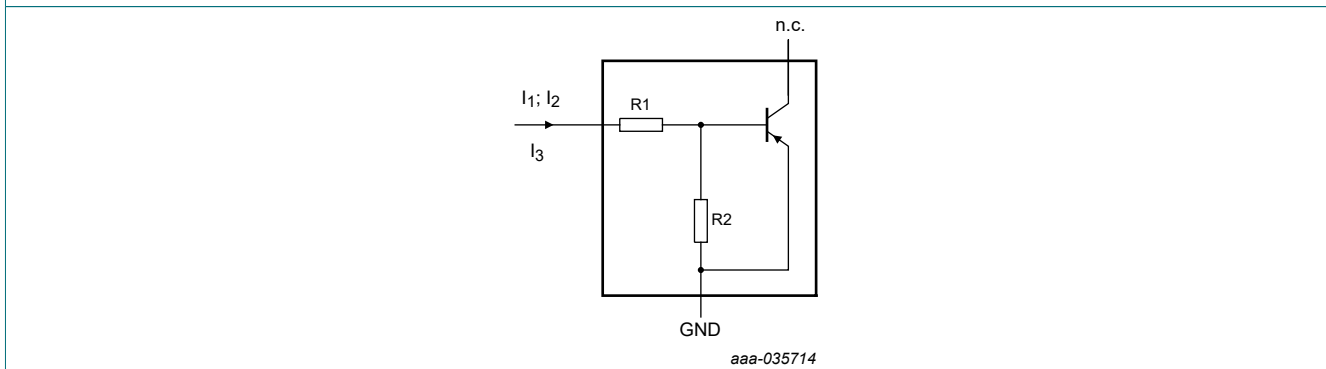 n.c.
I1; I2
R1
I3
R2
GND
aaa-035714